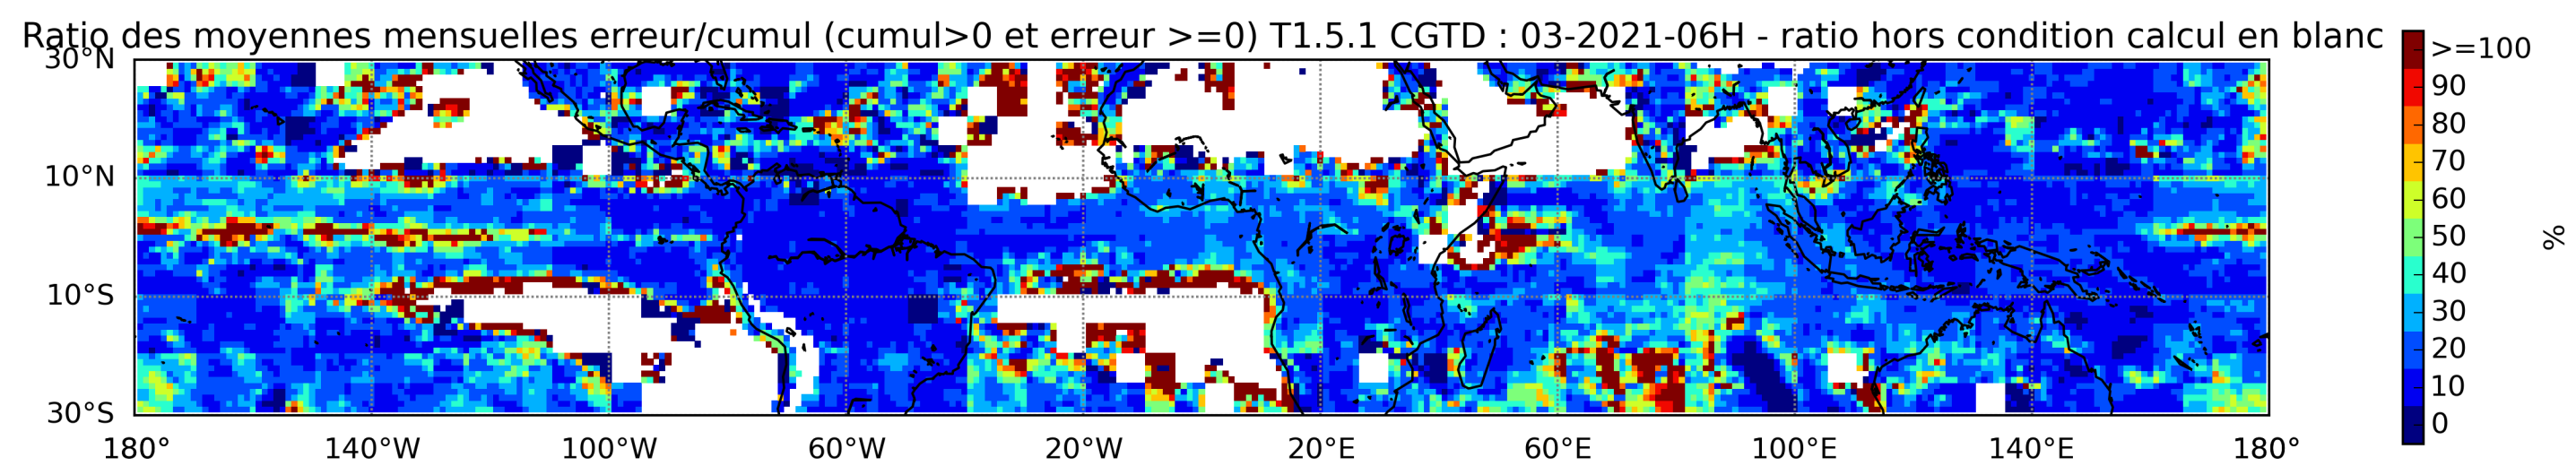 Ratio des moyennes mensuelles erreur/cumul (cumul>0 et erreur >=0) T1.5.1 CGTD : 03-2021-06H - ratio hors condition calcul en blanc
30°N
10°N
10°S
30°S
180° 140°W 100°W 60°W 20°W 20°E 60°E 100°E 140°E 180°
>=100
90
80
70
60
50
40
30
20
10
0
%